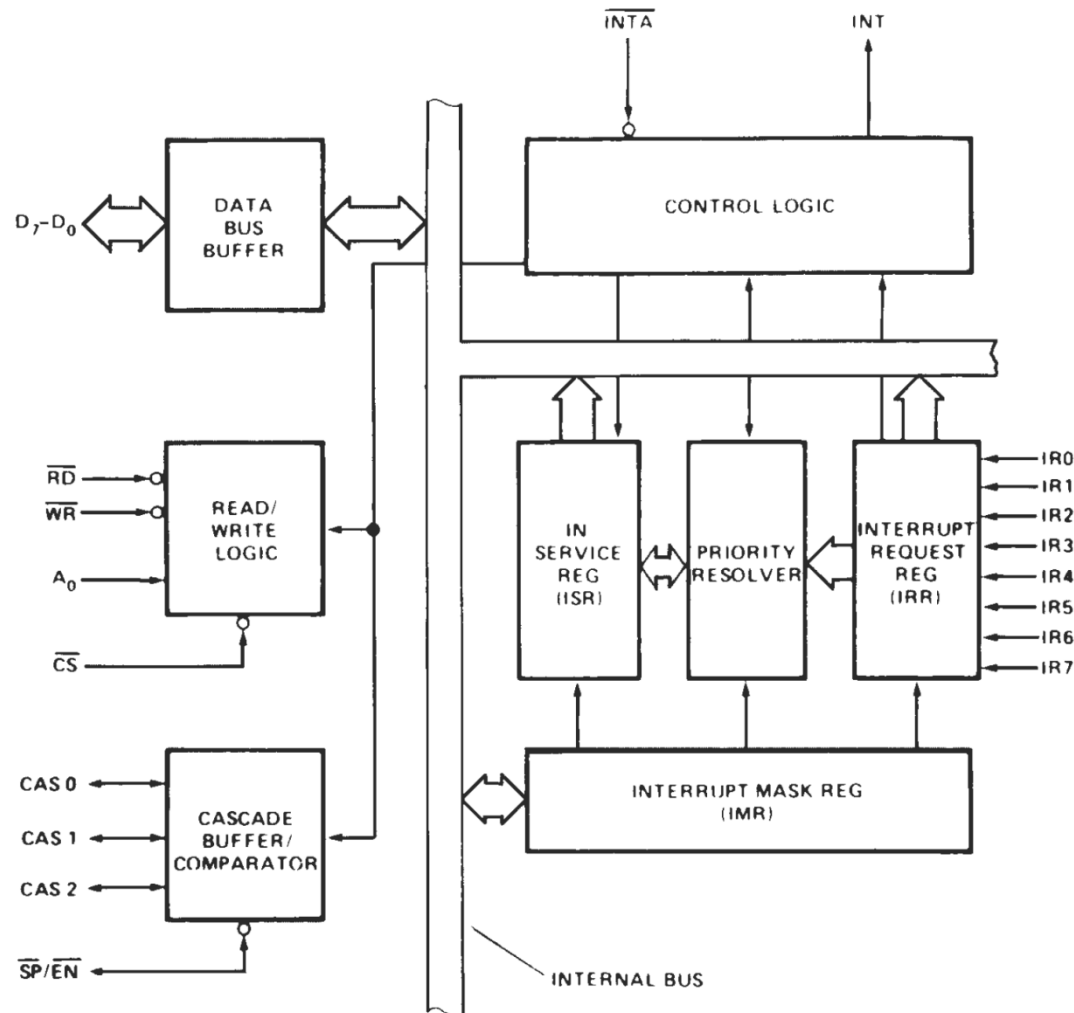 INTA
INT
DATA
BUS
BUFFER
D7-D0
CONTROL LOGIC
RD
WR
A0
CS
READ/
WRITE
LOGIC
IN
SERVICE
REG
(ISR)
PRIORITY
RESOLVER
INTERRUPT
REQUEST
REG
(IRR)
IR0
IR1
IR2
IR3
IR4
IR5
IR6
IR7
CAS 0
CAS 1
CAS 2
SP/EN
CASCADE
BUFFER/
COMPARATOR
INTERRUPT MASK REG
(IMR)
INTERNAL BUS